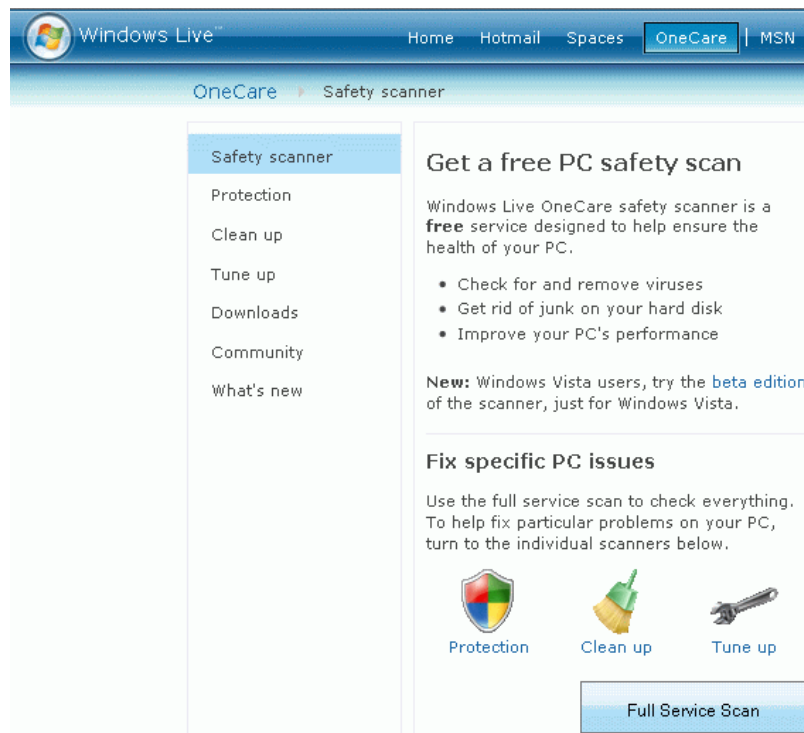 Windows Live™
Home Hotmail Spaces OneCare | MSN
OneCare Safety scanner
Safety scanner
Protection
Clean up
Tune up
Downloads
Community
What's new
Get a free PC safety scan
Windows Live OneCare safety scanner is a
free service designed to help ensure the
health of your PC.
• Check for and remove viruses
• Get rid of junk on your hard disk
• Improve your PC's performance
New: Windows Vista users, try the beta edition
of the scanner, just for Windows Vista.
Fix specific PC issues
Use the full service scan to check everything.
To help fix particular problems on your PC,
turn to the individual scanners below.
Protection Clean up Tune up
Full Service Scan